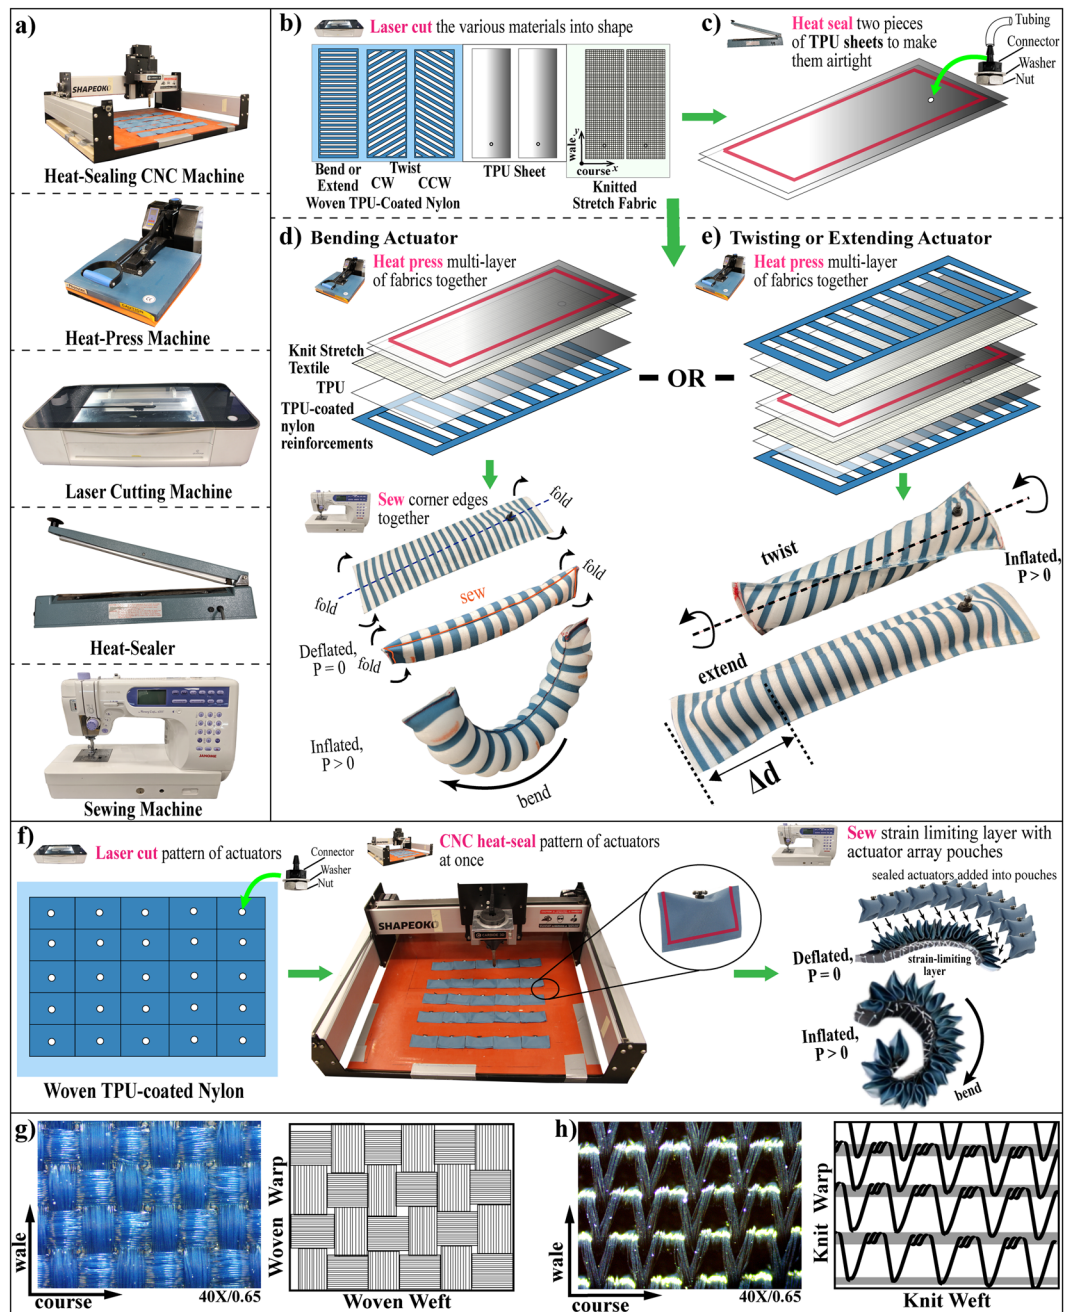 a)
SHAPEOKO
Heat-Sealing CNC Machine
Heat-Press Machine
Laser Cutting Machine
Heat-Sealer
JANOME
Sewing Machine
b)
Laser cut the various materials into shape
y
wale
course x
Bend or
Extend
Twist
CW CCW
Woven TPU-Coated Nylon
TPU Sheet
Knitted
Stretch Fabric
c)
Heat seal two pieces
of TPU sheets to make
them airtight
Tubing
Connector
Washer
Nut
d) Bending Actuator
Heat press multi-layer
of fabrics together
Knit Stretch
Textile
TPU
TPU-coated
nylon
reinforcements
OR
e) Twisting or Extending Actuator
Heat press multi-layer
of fabrics together
Sew corner edges
together
fold
fold
sew
fold
fold
Deflated,
P = 0
Inflated,
P > 0
bend
twist
Inflated,
P > 0
extend
Δd
f)
Laser cut pattern of actuators
Connector
Washer
Nut
Woven TPU-coated Nylon
CNC heat-seal pattern of actuators
at once
SHAPEOKO
Sew strain limiting layer with
actuator array pouches
sealed actuators added into pouches
Deflated,
P = 0
strain-limiting
layer
Inflated,
P > 0
bend
g)
wale
course
40X/0.65
Woven Warp
Woven Weft
h)
wale
course
40X/0.65
Knit Warp
Knit Weft